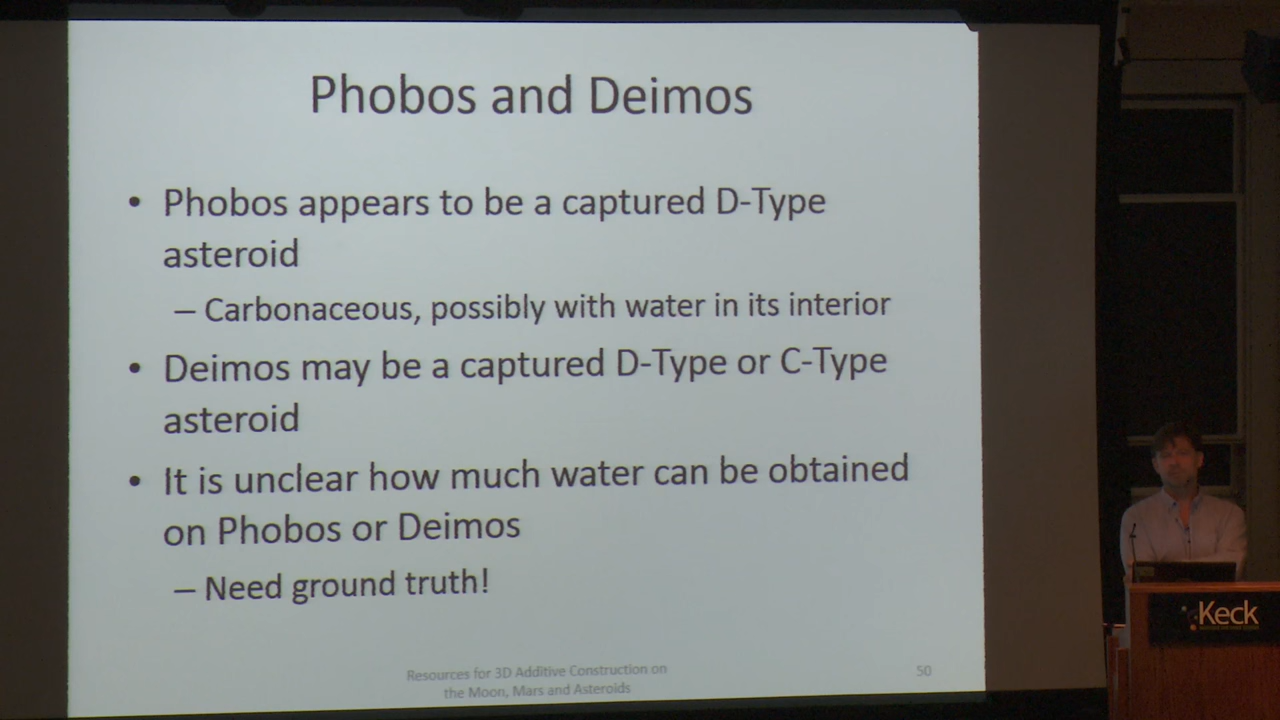 Phobos and Deimos
• Phobos appears to be a captured D-Type
asteroid
– Carbonaceous, possibly with water in its interior
• Deimos may be a captured D-Type or C-Type
asteroid
• It is unclear how much water can be obtained
on Phobos or Deimos
– Need ground truth!
Resources for 3D Additive Construction on
the Moon, Mars and Asteroids
50
Keck